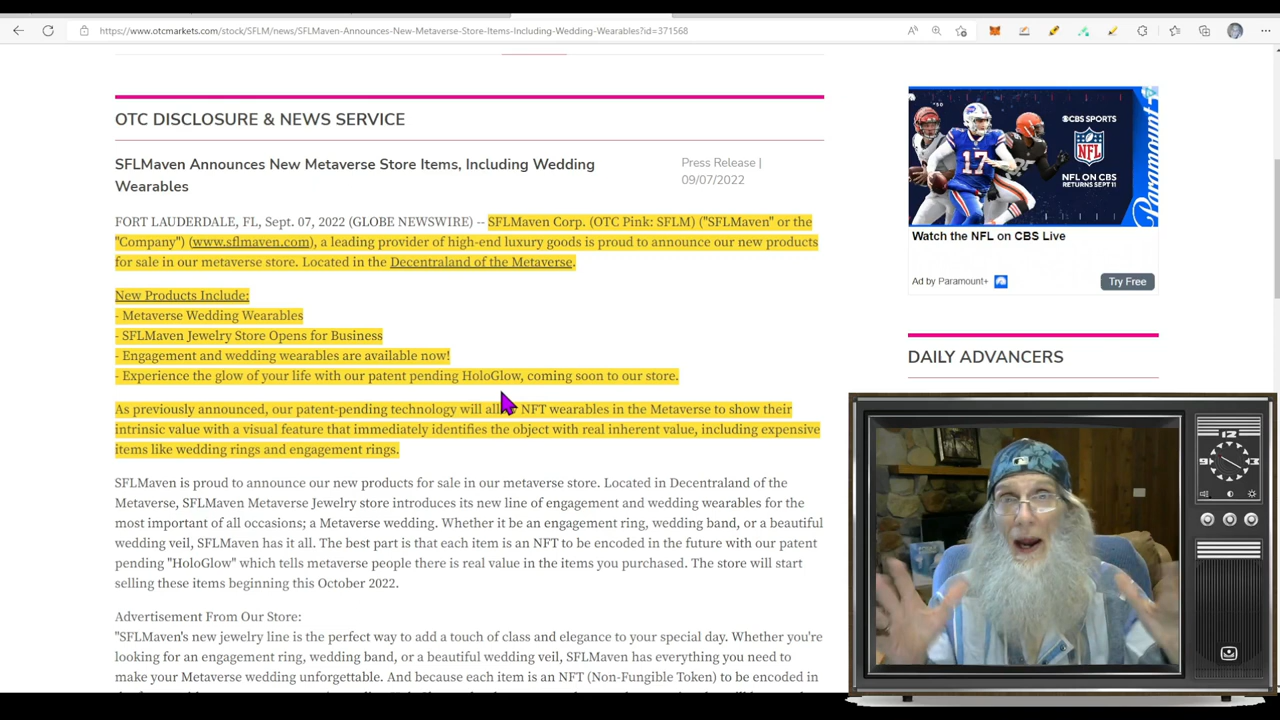 https://www.otcmarkets.com/stock/SFLM/news/SFLMaven-Announces-New-Metaverse-Store-Items-Including-Wedding-Wearables?id=371568
OTC DISCLOSURE & NEWS SERVICE
SFLMaven Announces New Metaverse Store Items, Including Wedding
Wearables
Press Release |
09/07/2022
FORT LAUDERDALE, FL, Sept. 07, 2022 (GLOBE NEWSWIRE) -- SFLMaven Corp. (OTC Pink: SFLM) ("SFLMaven" or the
"Company") (www.sflmaven.com), a leading provider of high-end luxury goods is proud to announce our new products
for sale in our metaverse store. Located in the Decentraland of the Metaverse.
New Products Include:
- Metaverse Wedding Wearables
- SFLMaven Jewelry Store Opens for Business
- Engagement and wedding wearables are available now!
- Experience the glow of your life with our patent pending HoloGlow, coming soon to our store.
As previously announced, our patent-pending technology will all NFT wearables in the Metaverse to show their
intrinsic value with a visual feature that immediately identifies the object with real inherent value, including expensive
items like wedding rings and engagement rings.
SFLMaven is proud to announce our new products for sale in our metaverse store. Located in Decentraland of the
Metaverse, SFLMaven Metaverse Jewelry store introduces its new line of engagement and wedding wearables for the
most important of all occasions; a Metaverse wedding. Whether it be an engagement ring, wedding band, or a beautiful
wedding veil, SFLMaven has it all. The best part is that each item is an NFT to be encoded in the future with our patent
pending "HoloGlow" which tells metaverse people there is real value in the items you purchased. The store will start
selling these items beginning this October 2022.
Advertisement From Our Store:
"SFLMaven's new jewelry line is the perfect way to add a touch of class and elegance to your special day. Whether you're
looking for an engagement ring, wedding band, or a beautiful wedding veil, SFLMaven has everything you need to
make your Metaverse wedding unforgettable. And because each item is an NFT (Non-Fungible Token) to be encoded in
CBS SPORTS
NFL
NFL ON CBS
RETURNS SEPT 11
Paramount+
Watch the NFL on CBS Live
Ad by Paramount+
Try Free
DAILY ADVANCERS
12
3
9